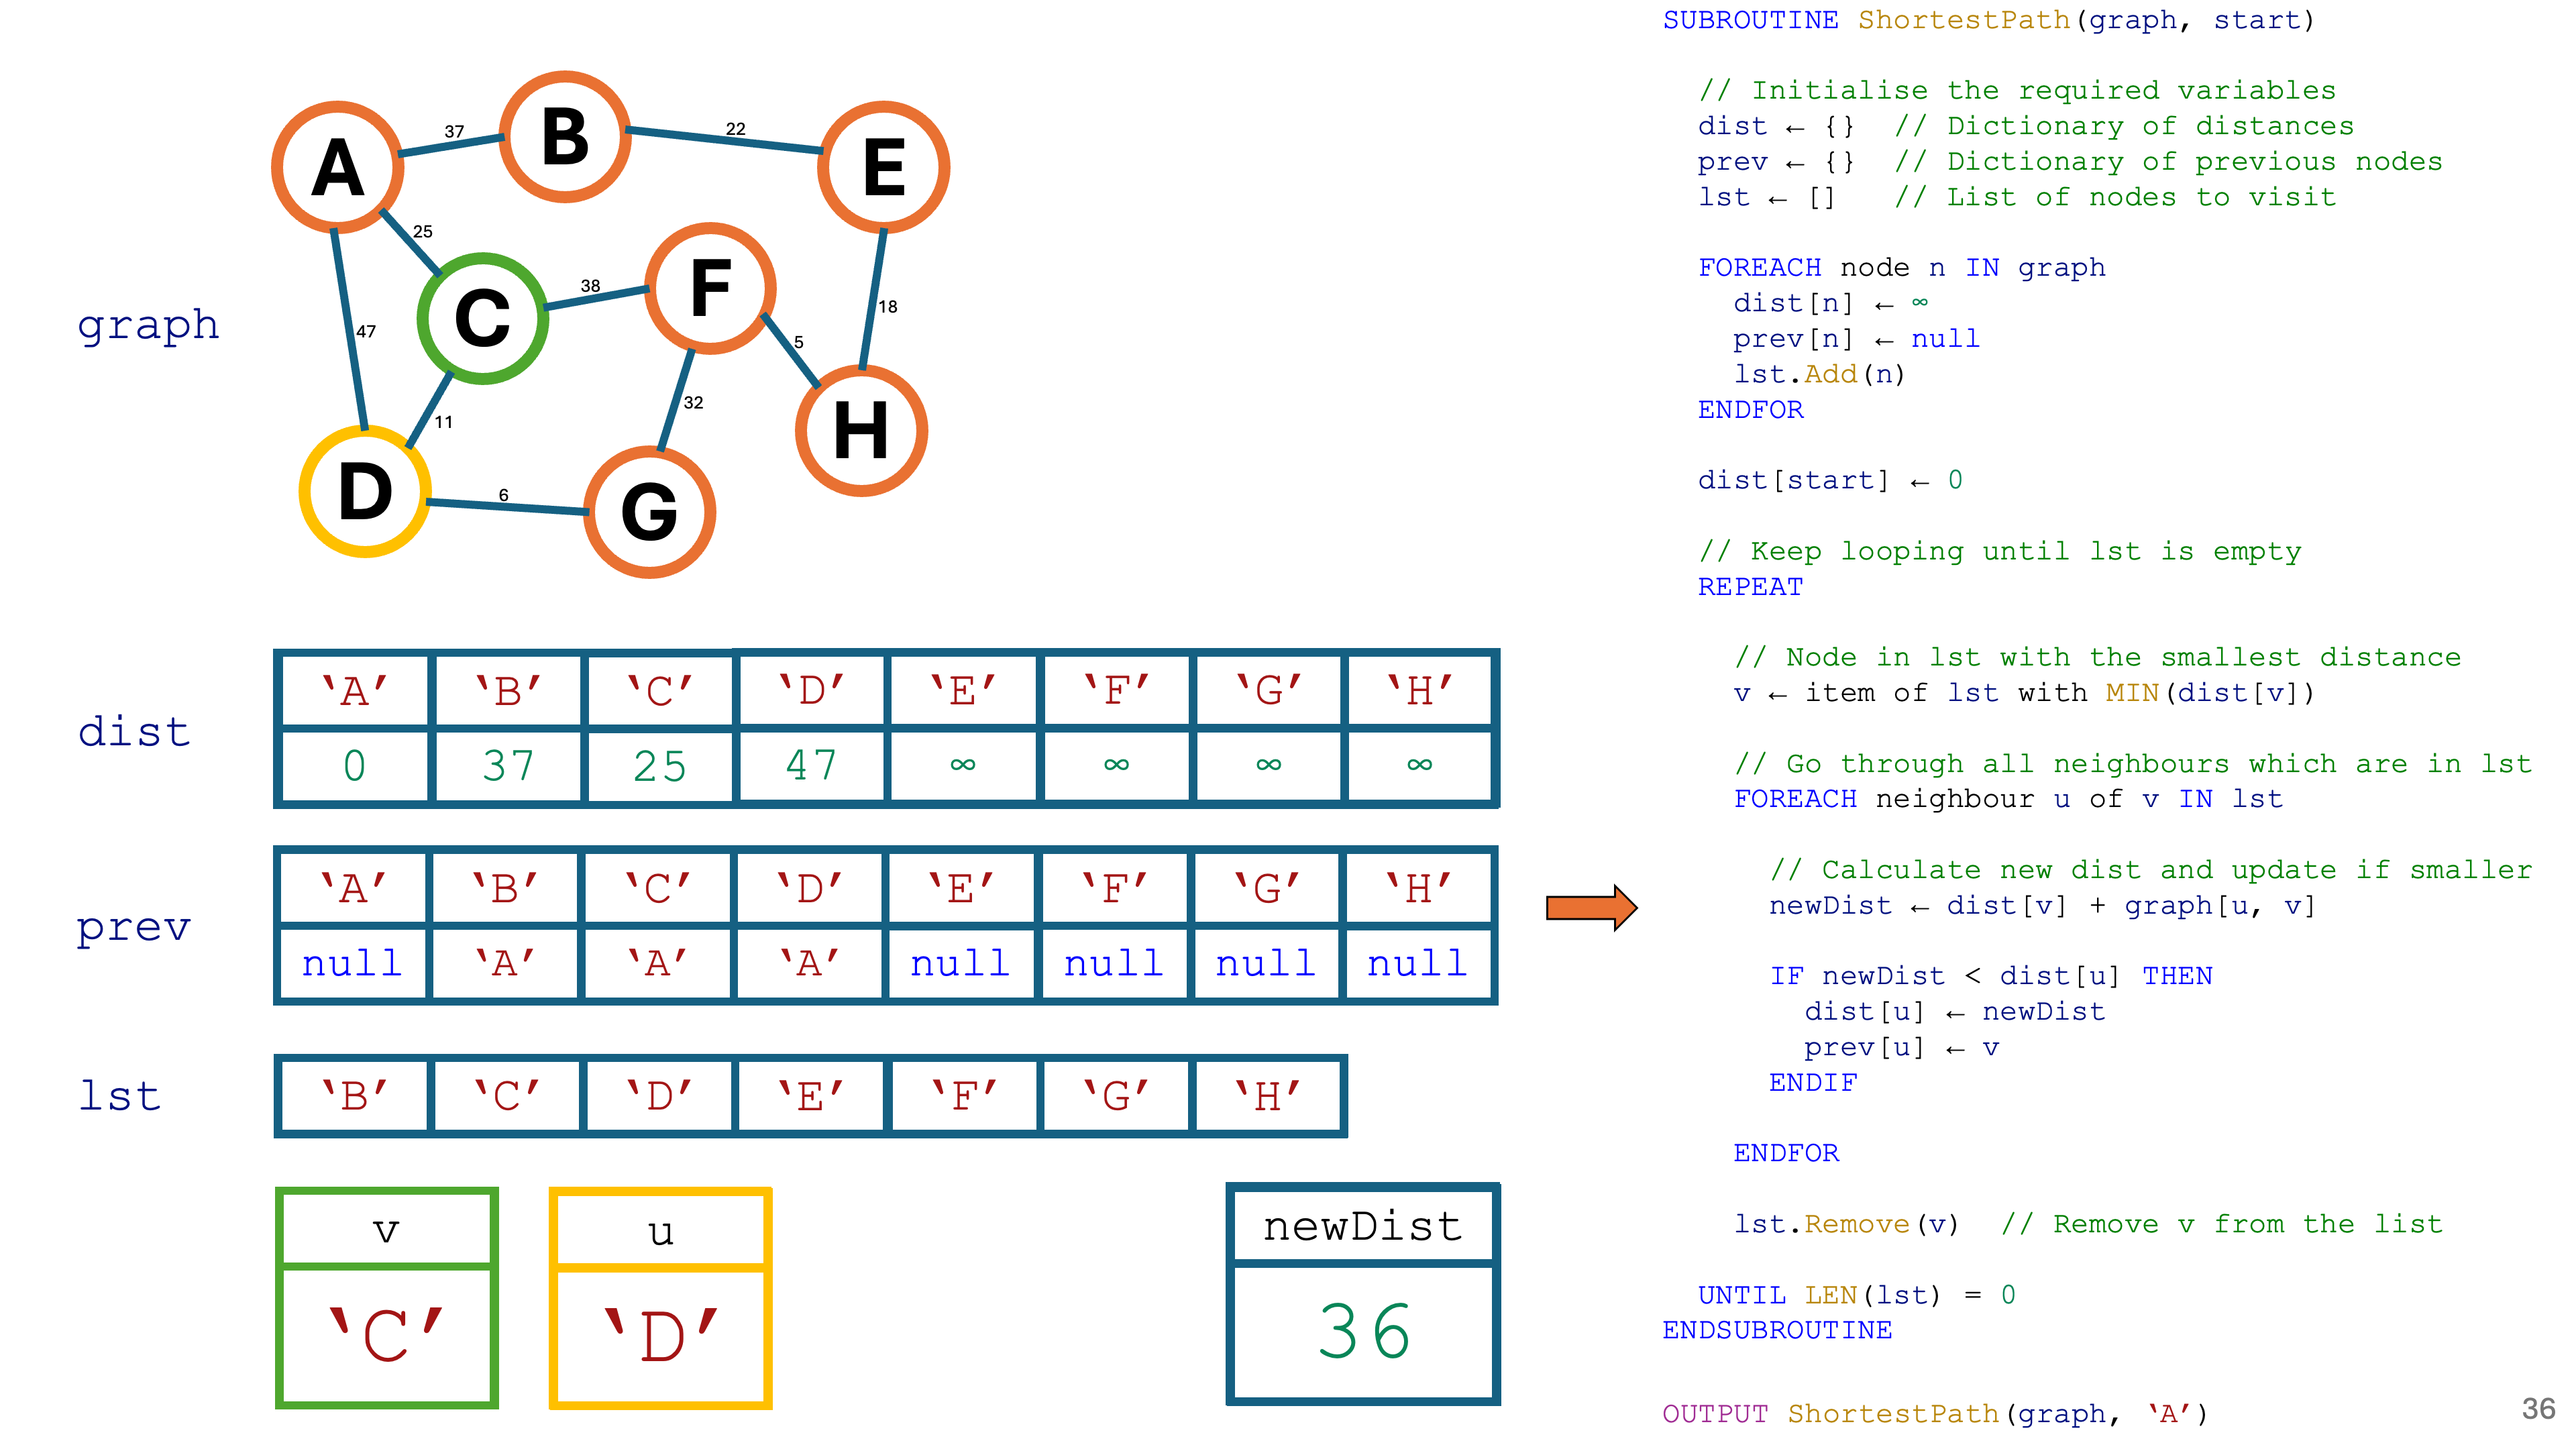 graph
A
B
E
C
F
D
G
H
37
22
25
38
47
18
5
11
32
6
dist
‘A’ ‘B’ ‘C’ ‘D’ ‘E’ ‘F’ ‘G’ ‘H’
0 37 25 47 ∞ ∞ ∞ ∞
prev
‘A’ ‘B’ ‘C’ ‘D’ ‘E’ ‘F’ ‘G’ ‘H’
null ‘A’ ‘A’ ‘A’ null null null null
lst
‘B’ ‘C’ ‘D’ ‘E’ ‘F’ ‘G’ ‘H’
v
‘C’
u
‘D’
newDist
36
SUBROUTINE ShortestPath(graph, start)
// Initialise the required variables
dist ← {} // Dictionary of distances
prev ← {} // Dictionary of previous nodes
lst ← [] // List of nodes to visit
FOREACH node n IN graph
dist[n] ← ∞
prev[n] ← null
lst.Add(n)
ENDFOR
dist[start] ← 0
// Keep looping until lst is empty
REPEAT
// Node in lst with the smallest distance
v ← item of lst with MIN(dist[v])
// Go through all neighbours which are in lst
FOREACH neighbour u of v IN lst
// Calculate new dist and update if smaller
newDist ← dist[v] + graph[u, v]
IF newDist < dist[u] THEN
dist[u] ← newDist
prev[u] ← v
ENDIF
ENDFOR
lst.Remove(v) // Remove v from the list
UNTIL LEN(lst) = 0
ENDSUBROUTINE
OUTPUT ShortestPath(graph, ‘A’)
36